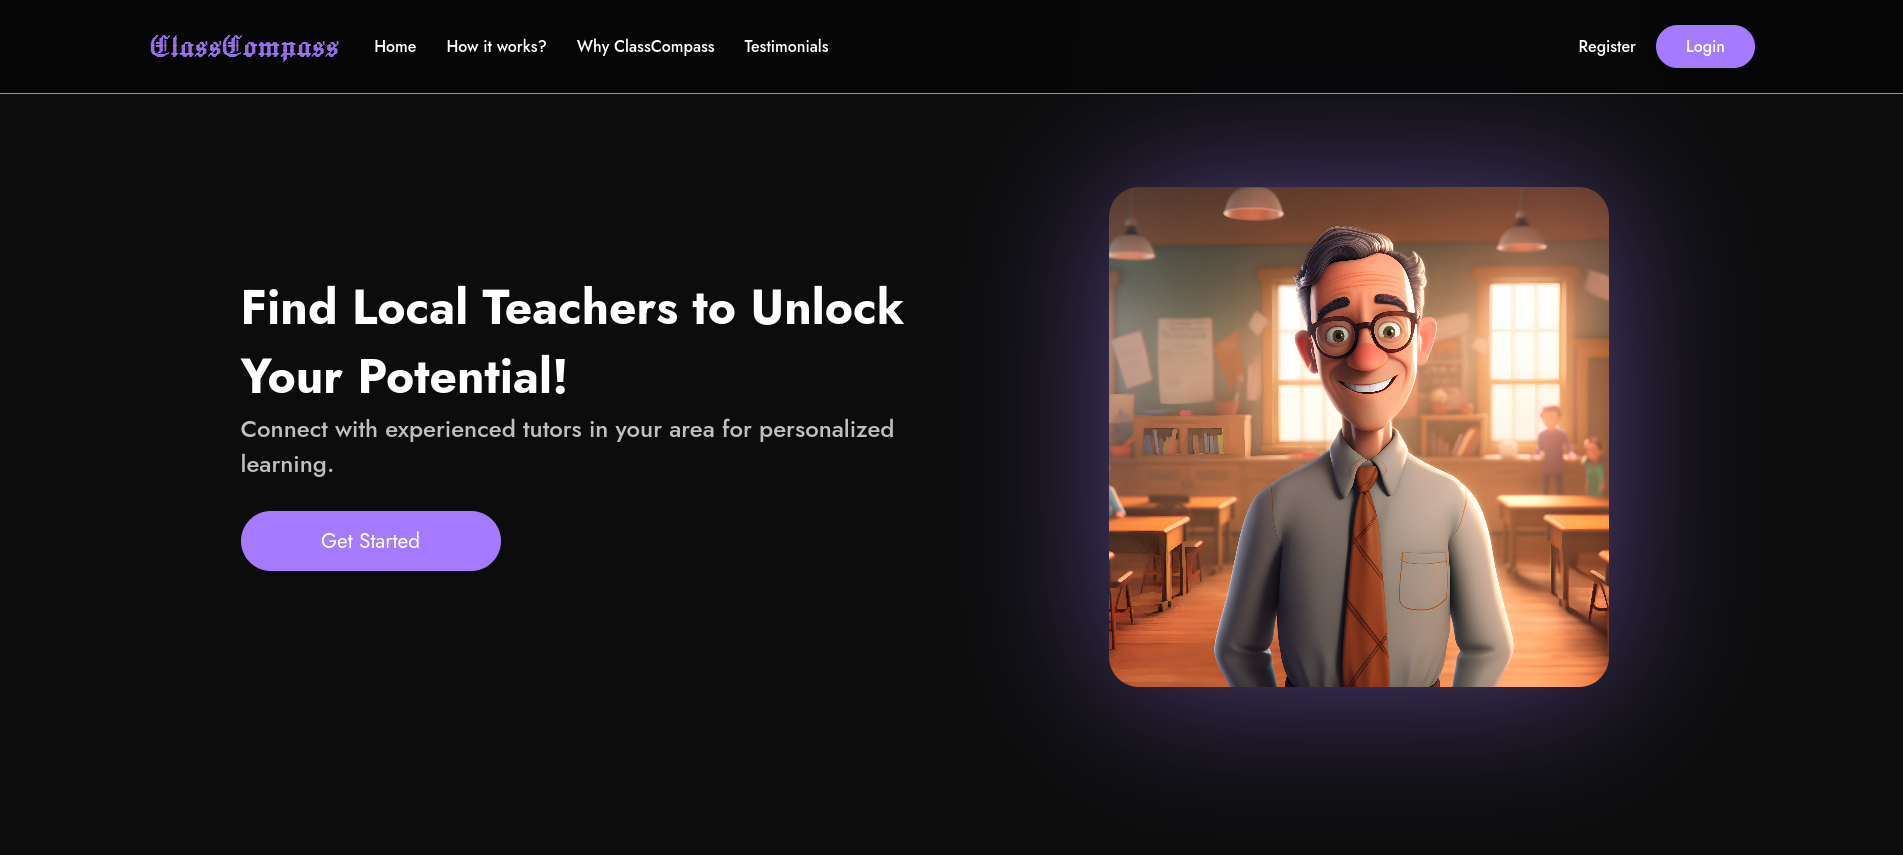 ClassCompass Home How it works? Why ClassCompass Testimonials Register Login
Find Local Teachers to Unlock
Your Potential!
Connect with experienced tutors in your area for personalized
learning.
Get Started